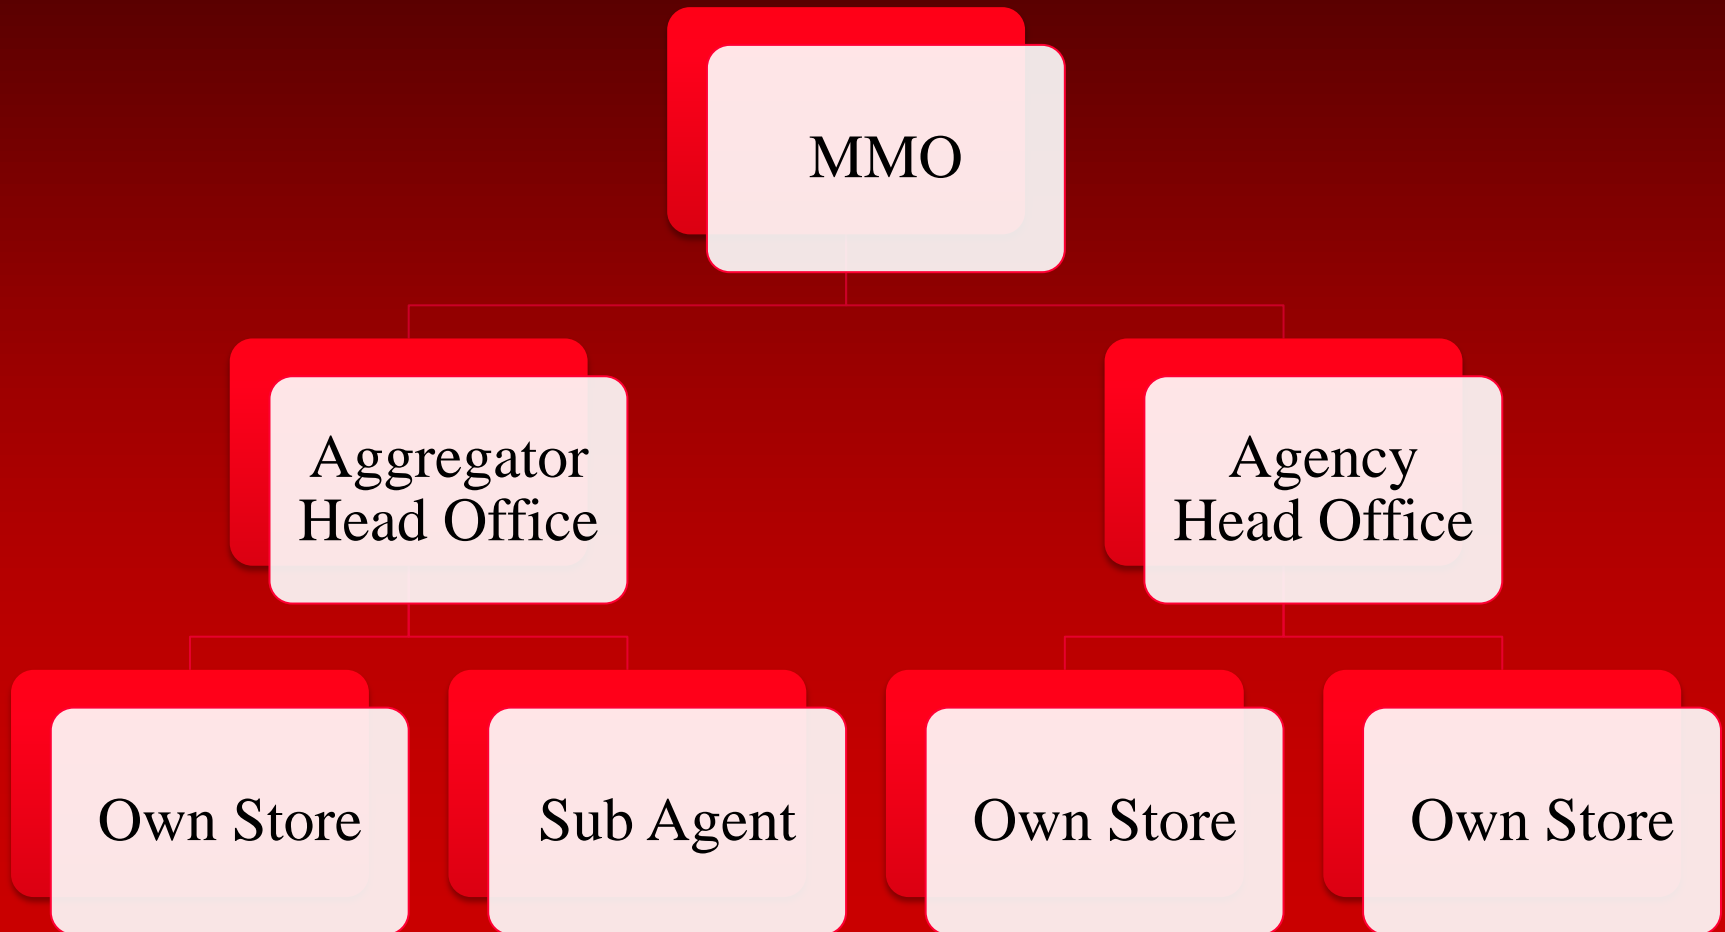 MMO
Aggregator
Head Office
Agency
Head Office
Own Store
Sub Agent
Own Store
Own Store